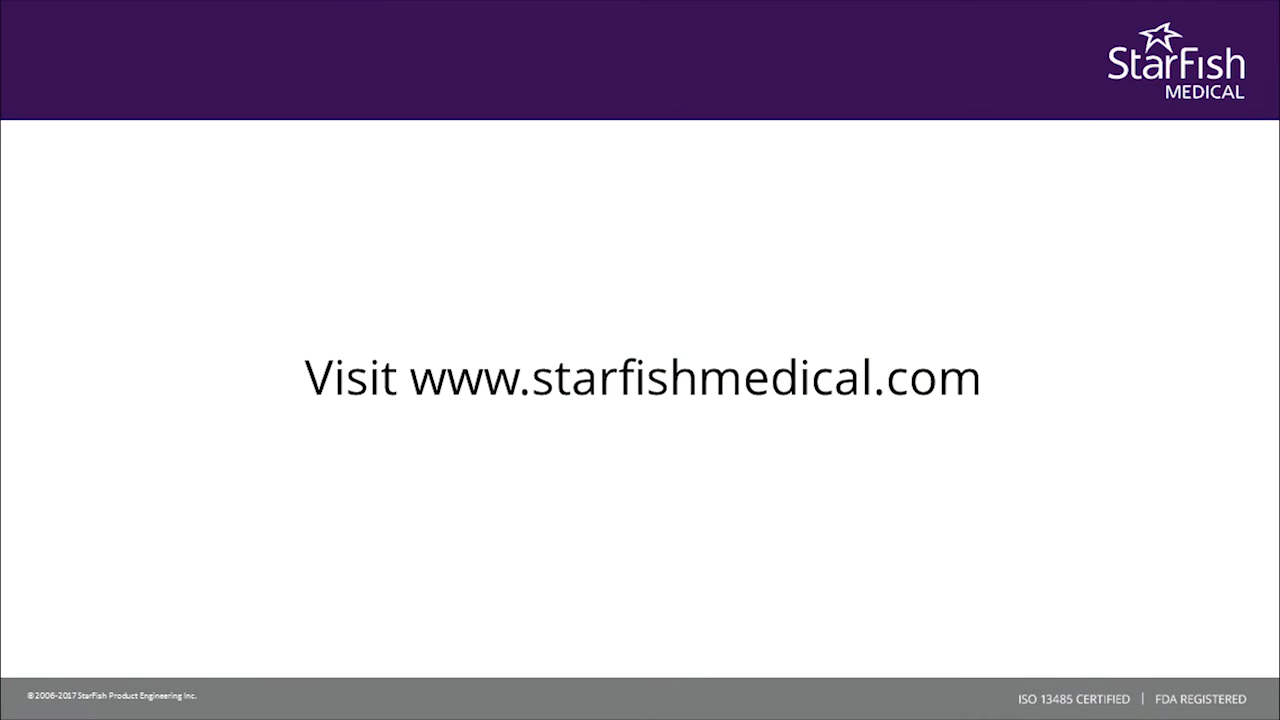 StarFish
MEDICAL
Visit www.starfishmedical.com
©2006-2017 StarFish Product Engineering Inc.
ISO 13485 CERTIFIED | FDA REGISTERED